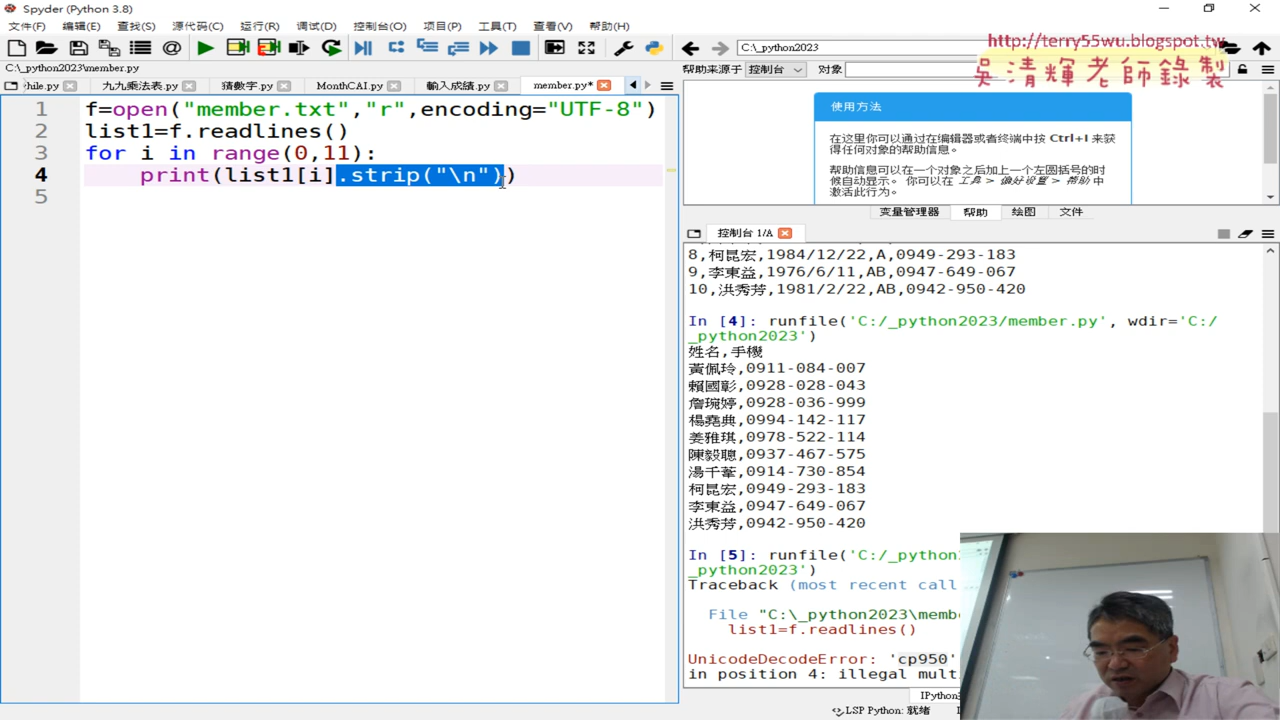 Spyder (Python 3.8)
文件(F) 编辑(E) 查找(S) 源代码(C) 运行(R) 调试(D) 控制台(O) 项目(P) 工具(T) 查看(V) 帮助(H)
C:\_python2023
http://terry55wu.blogspot.tw
吳清輝老師錄製
C:\_python2023\member.py
帮助来源于 控制台 对象
hile.py 九九乘法表.py 猜數字.py MonthCAI.py 輸入成績.py member.py*
1 f=open("member.txt","r",encoding="UTF-8")
2 list1=f.readlines()
3 for i in range(0,11):
4 print(list1[i].strip("\n"))
5
使用方法
在这里你可以通过在编辑器或者终端中按 Ctrl+I 来获
得任何对象的帮助信息。
帮助信息可以在一个对象之后加上一个左圆括号的时
候自动显示。 你可以在 工具 > 偏好设置 > 帮助 中
激活此行为。
变量管理器 帮助 绘图 文件
控制台 1/A
8,柯昆宏,1984/12/22,A,0949-293-183
9,李東益,1976/6/11,AB,0947-649-067
10,洪秀芳,1981/2/22,AB,0942-950-420
In [4]: runfile('C:/_python2023/member.py', wdir='C:/
_python2023')
姓名,手機
黃佩玲,0911-084-007
賴國彰,0928-028-043
詹琬婷,0928-036-999
楊堯典,0994-142-117
姜雅琪,0978-522-114
陳毅聰,0937-467-575
湯千葦,0914-730-854
柯昆宏,0949-293-183
李東益,0947-649-067
洪秀芳,0942-950-420
In [5]: runfile('C:/_python
_python2023')
Traceback (most recent call
File "C:\_python2023\memb
list1=f.readlines()
UnicodeDecodeError: 'cp950'
in position 4: illegal mult
IPython
LSP Python: 就绪